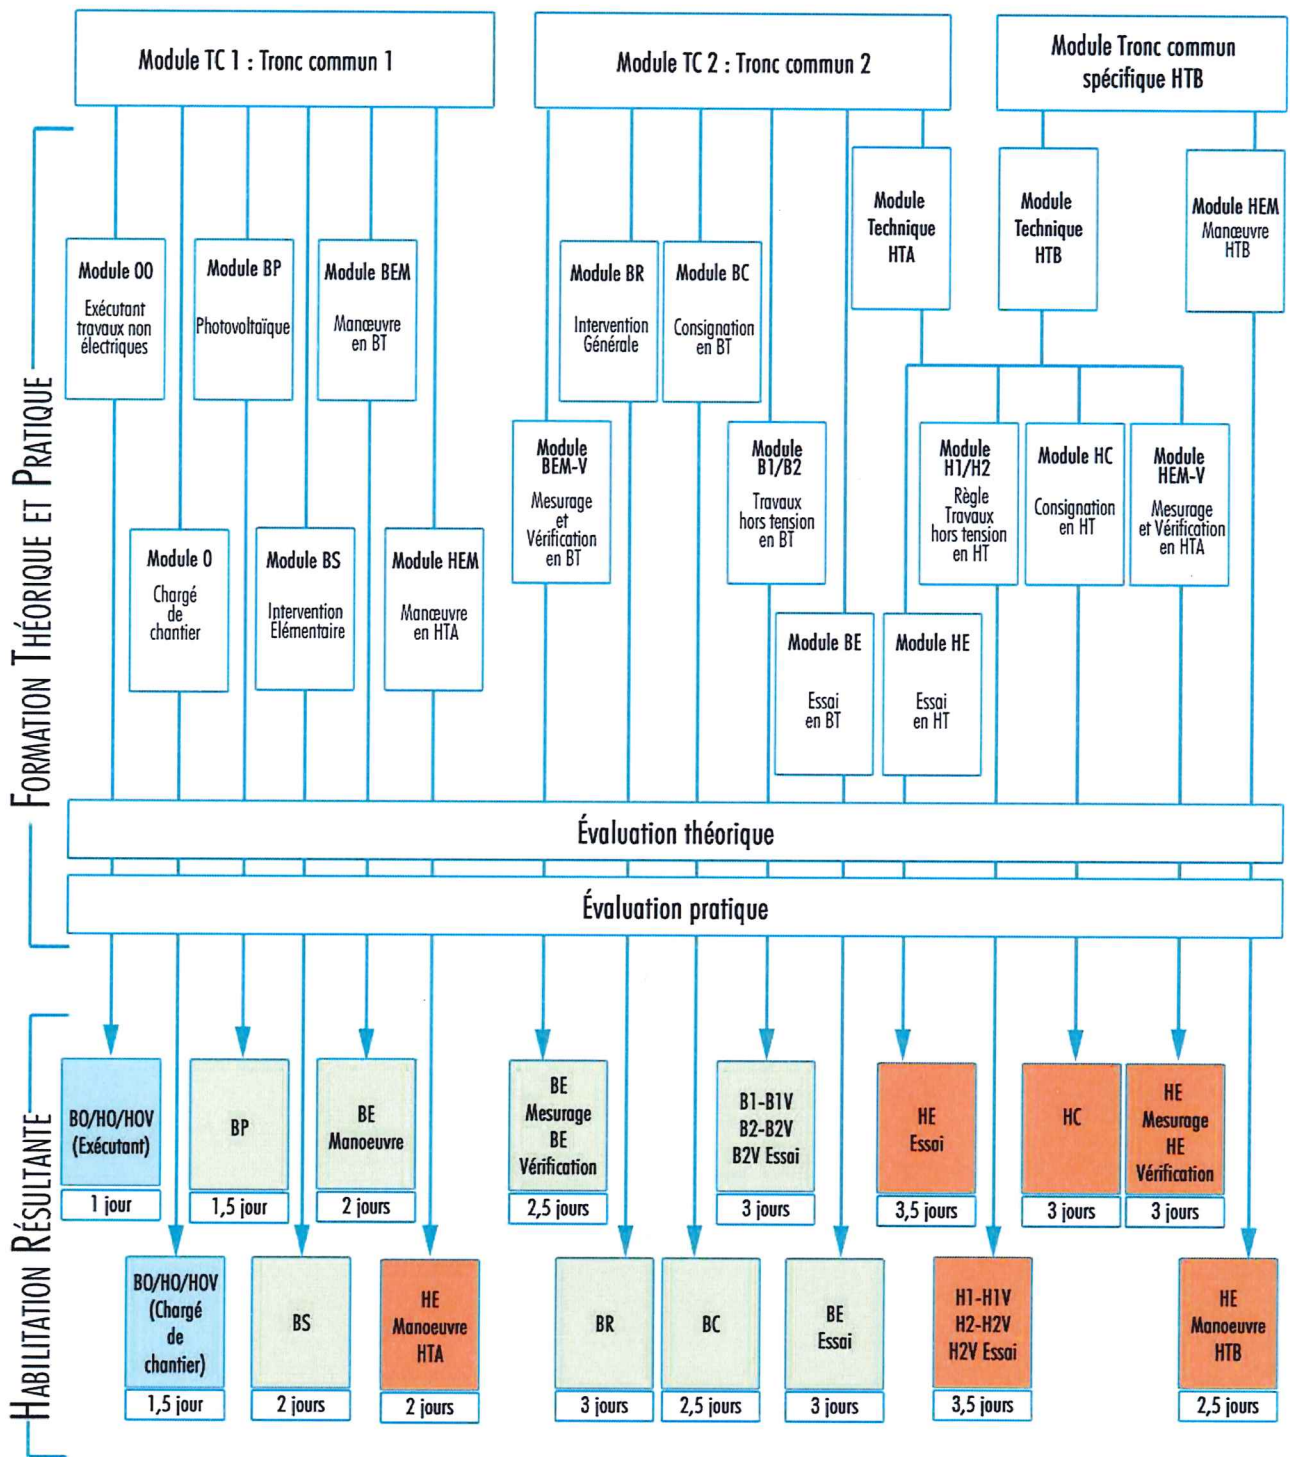 Module TC 1 : Tronc commun 1
Module TC 2 : Tronc commun 2
Module Tronc commun
spécifique HTB
FORMATION THÉORIQUE ET PRATIQUE
Module
Technique
HTA
Module
Technique
HTB
Module HEM
Manœuvre
HTB
Module 00
Exécutant
travaux non
électriques
Module BP
Photovoltaïque
Module BEM
Manœuvre
en BT
Module BR
Intervention
Générale
Module BC
Consignation
en BT
Module
BEM-V
Mesurage
et
Vérification
en BT
Module
B1/B2
Travaux
hors tension
en BT
Module
H1/H2
Règle
Travaux
hors tension
en HT
Module HC
Consignation
en HT
Module
HEM-V
Mesurage
et Vérification
en HTA
Module 0
Chargé
de
chantier
Module BS
Intervention
Elémentaire
Module HEM
Manœuvre
en HTA
Module BE
Essai
en BT
Module HE
Essai
en HT
Évaluation théorique
Évaluation pratique
HABILITATION RÉSULTANTE
BO/HO/HOV
(Exécutant)
1 jour
BP
1,5 jour
BE
Manoeuvre
2 jours
BE
Mesurage
BE
Vérification
2,5 jours
B1-B1V
B2-B2V
B2V Essai
3 jours
HE
Essai
3,5 jours
HC
3 jours
HE
Mesurage
HE
Vérification
3 jours
BO/HO/HOV
(Chargé
de
chantier)
1,5 jour
BS
2 jours
HE
Manoeuvre
HTA
2 jours
BR
3 jours
BC
2,5 jours
BE
Essai
3 jours
H1-H1V
H2-H2V
H2V Essai
3,5 jours
HE
Manoeuvre
HTB
2,5 jours